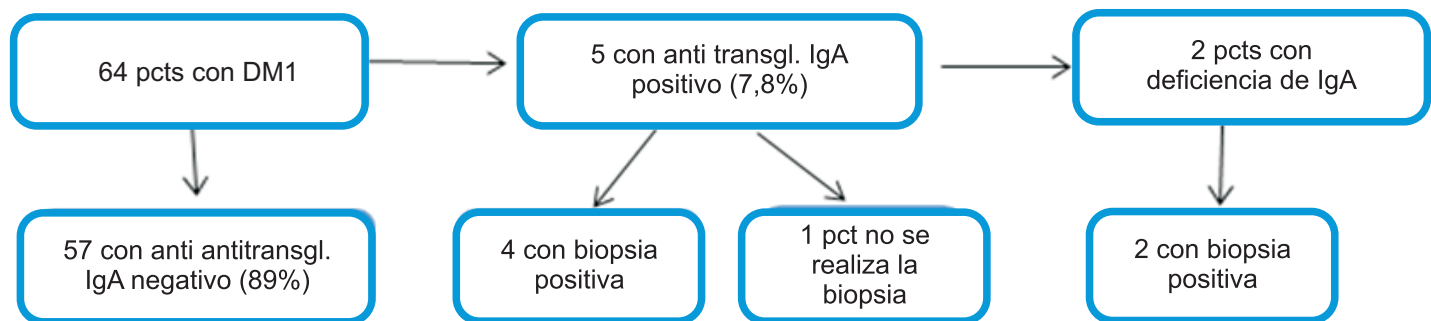 64 pcts con DM1
5 con anti transgl. IgA
positivo (7,8%)
2 pcts con
deficiencia de IgA
57 con anti antitransgl.
IgA negativo (89%)
4 con biopsia
positiva
1 pct no se
realiza la
biopsia
2 con biopsia
positiva